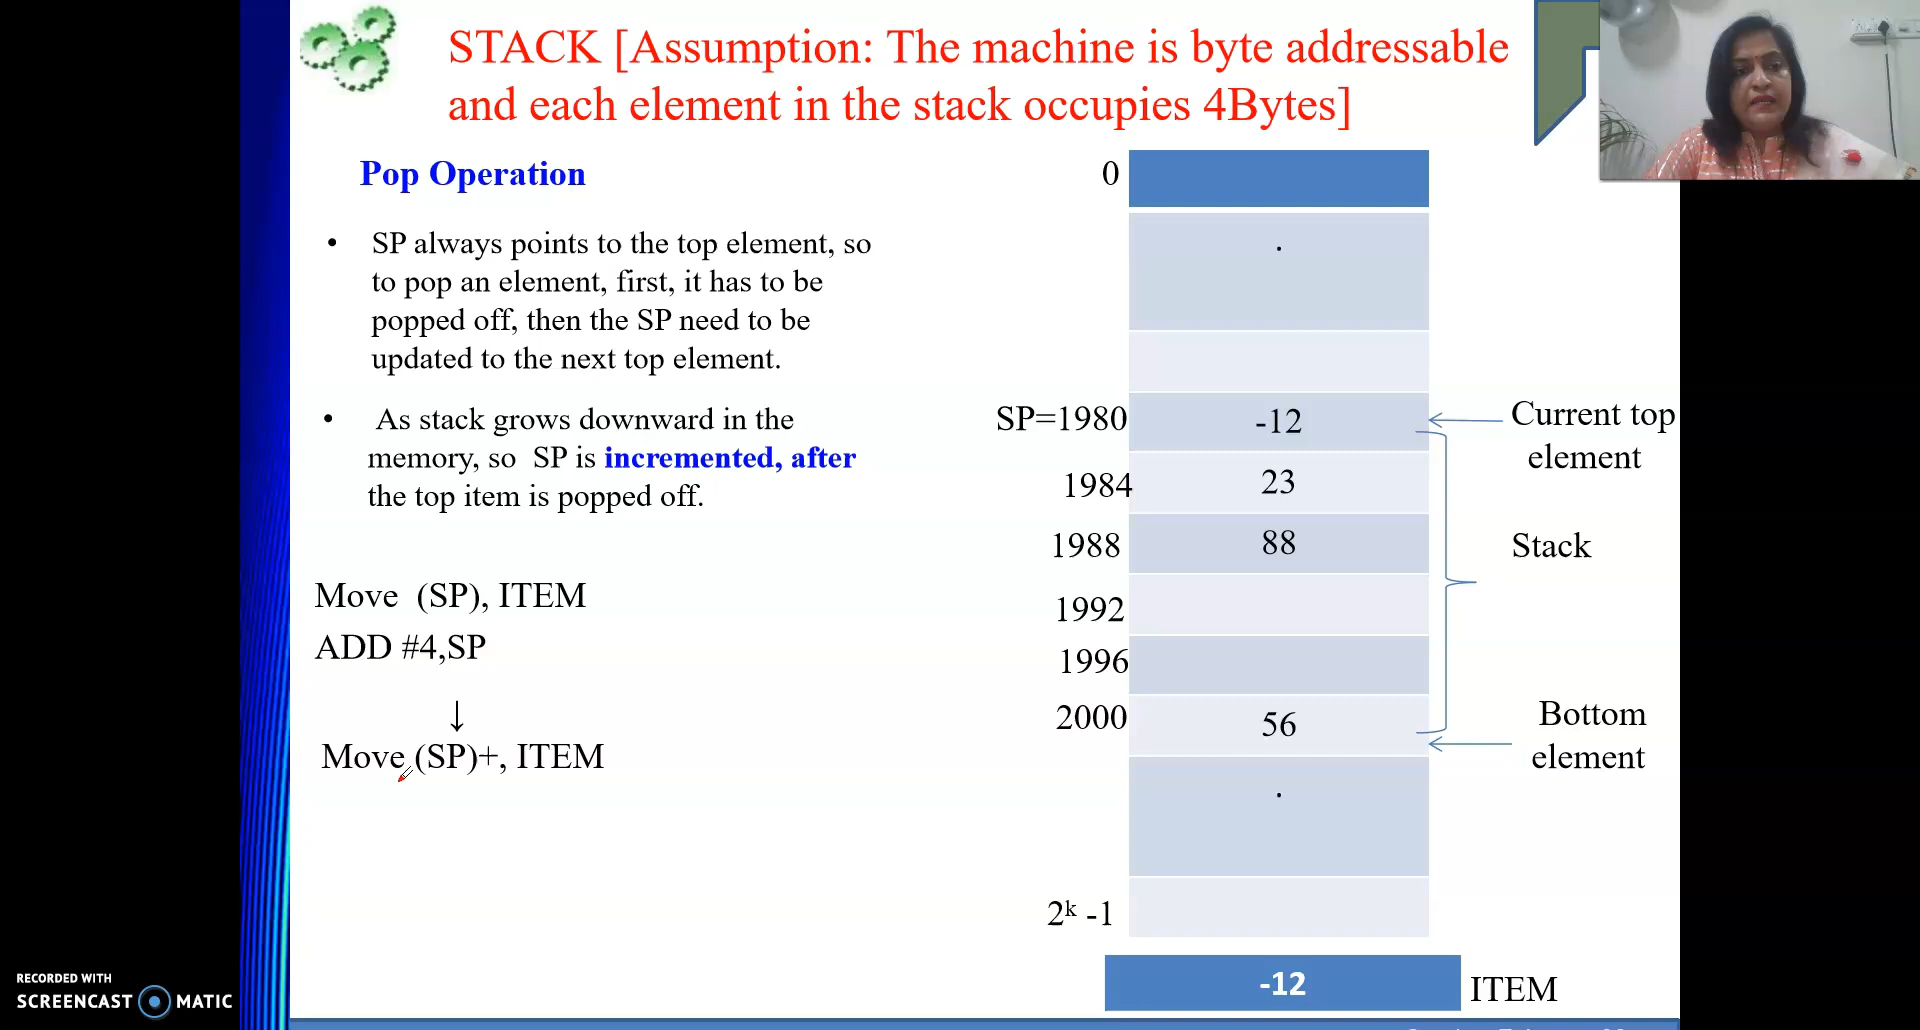 STACK [Assumption: The machine is byte addressable
and each element in the stack occupies 4Bytes]
Pop Operation
• SP always points to the top element, so
to pop an element, first, it has to be
popped off, then the SP need to be
updated to the next top element.
• As stack grows downward in the
memory, so SP is incremented, after
the top item is popped off.
Move (SP), ITEM
ADD #4,SP
↓
Move (SP)+, ITEM
0
.
SP=1980 -12
1984 23
1988 88
1992
1996
2000 56
.
2ᵏ -1
Current top
element
Stack
Bottom
element
-12 ITEM
RECORDED WITH
SCREENCAST MATIC